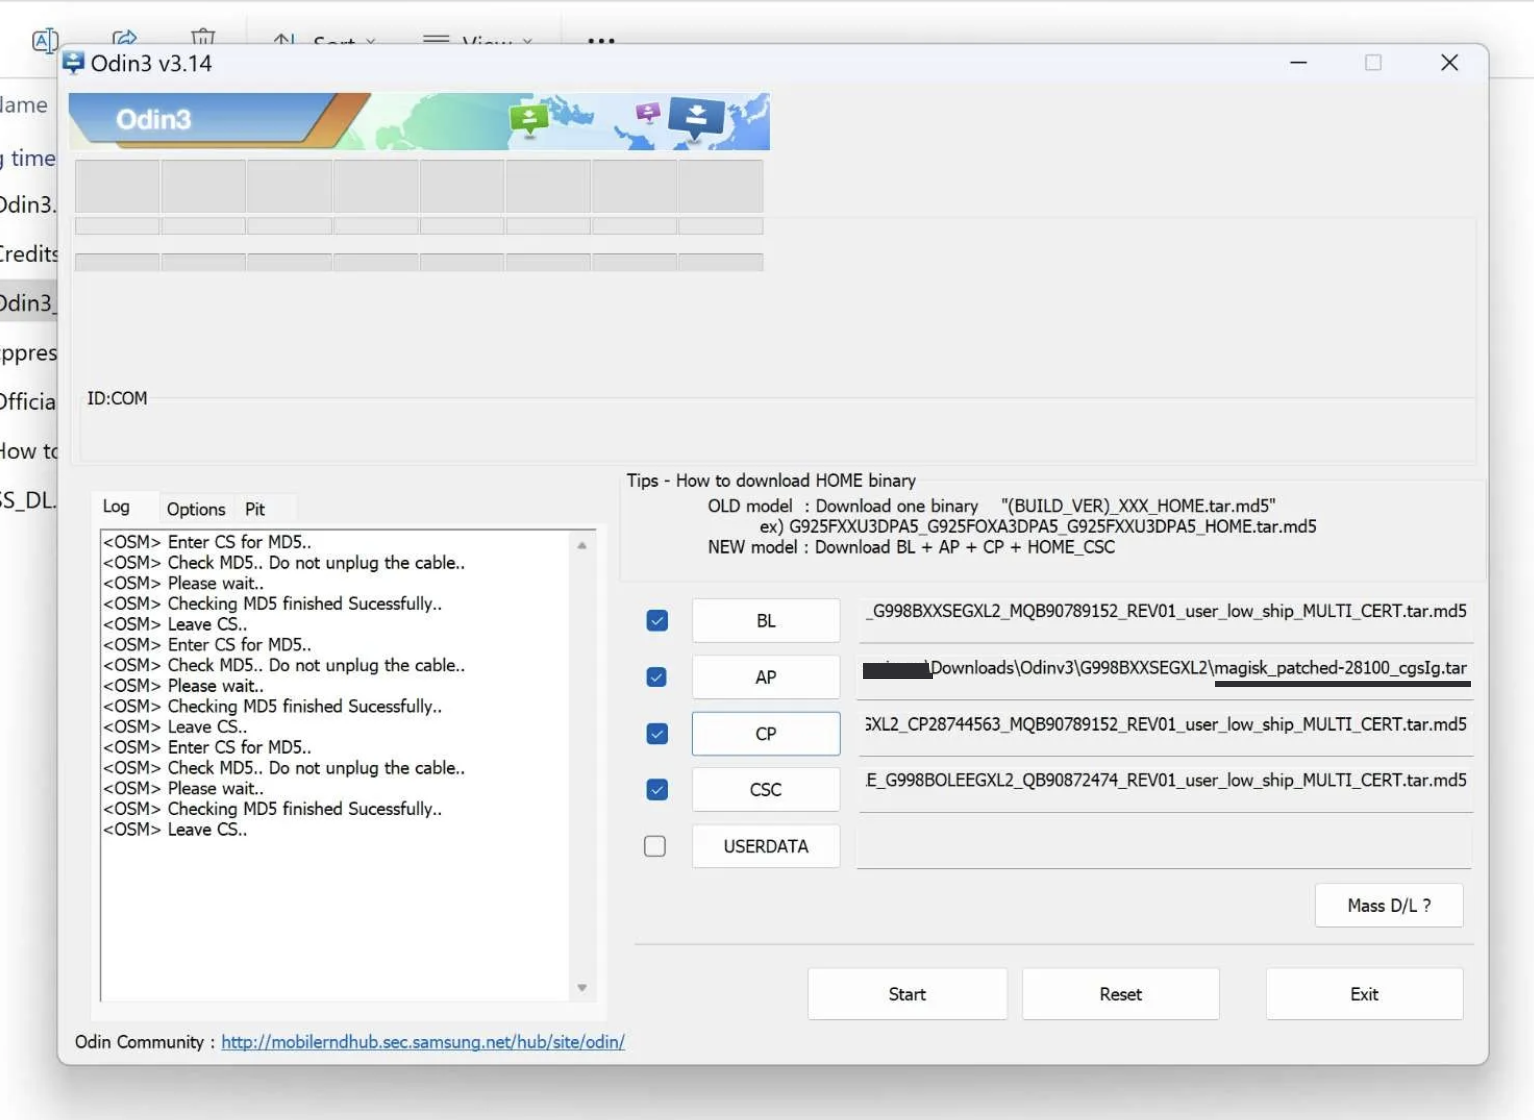 Sort
View
Odin3 v3.14
Name
g time
Odin3
Odin3.
Credits
Odin3_
ID:COM
How to
SS_DL.
Tips - How to download HOME binary
OLD model : Download one binary "(BUILD_VER)_XXX_HOME.tar.md5"
ex) G925FXXU3DPA5_G925FOXA3DPA5_G925FXXU3DPA5_HOME.tar.md5
NEW model : Download BL + AP + CP + HOME_CSC
Log
Options
Pit
<OSM> Enter CS for MD5..
<OSM> Check MD5.. Do not unplug the cable..
<OSM> Please wait..
<OSM> Checking MD5 finished Sucessfully..
<OSM> Leave CS..
<OSM> Enter CS for MD5..
<OSM> Check MD5.. Do not unplug the cable..
<OSM> Please wait..
<OSM> Checking MD5 finished Sucessfully..
<OSM> Leave CS..
<OSM> Enter CS for MD5..
<OSM> Check MD5.. Do not unplug the cable..
<OSM> Please wait..
<OSM> Checking MD5 finished Sucessfully..
<OSM> Leave CS..
BL
_G998BXXSEGXL2_MQB90789152_REV01_user_low_ship_MULTI_CERT.tar.md5
AP
\Downloads\Odinv3\G998BXXSEGXL2\magisk_patched-28100_cgsIg.tar
CP
GXL2_CP28744563_MQB90789152_REV01_user_low_ship_MULTI_CERT.tar.md5
CSC
E_G998BOLEEGXL2_QB90872474_REV01_user_low_ship_MULTI_CERT.tar.md5
USERDATA
Mass D/L ?
Start
Reset
Exit
Odin Community : http://mobilerndhub.sec.samsung.net/hub/site/odin/